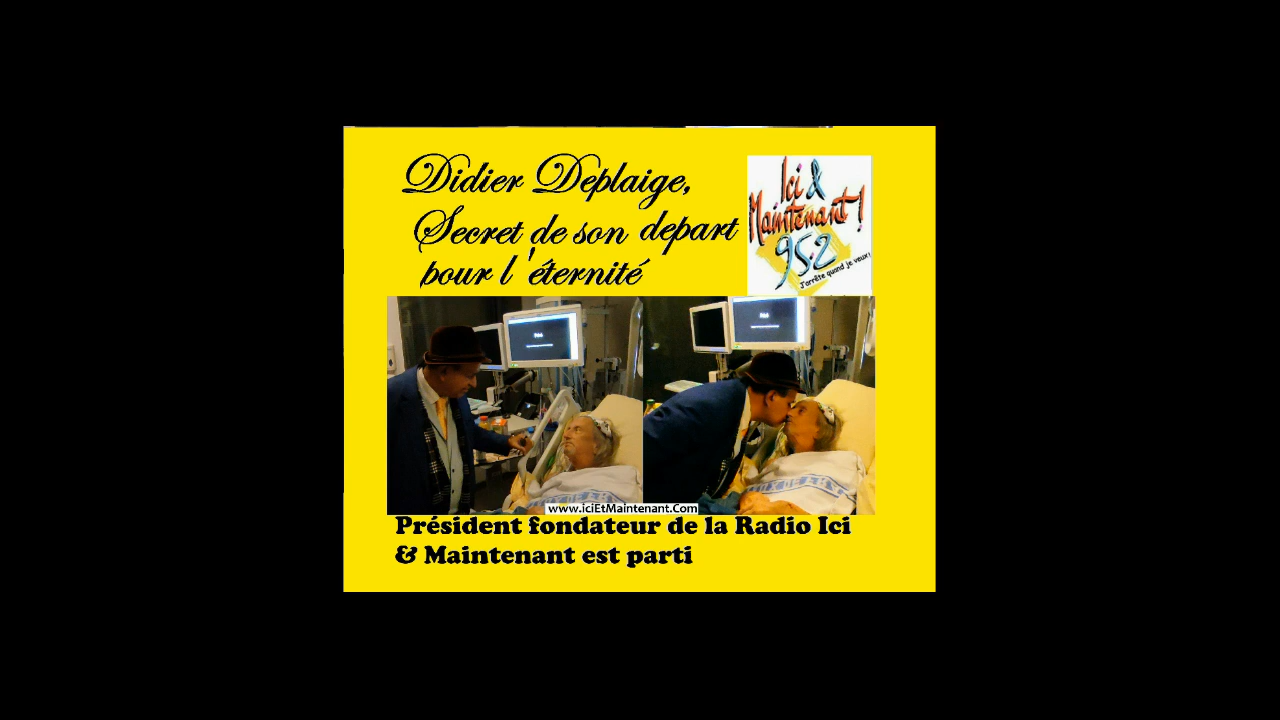 Didier Deplaige,
Secret de son depart
pour l 'éternité
Ici &
Maintenant !
95.2
J'arrête quand je veux!
www.iciEtMaintenant.Com
Président fondateur de la Radio Ici
& Maintenant est parti